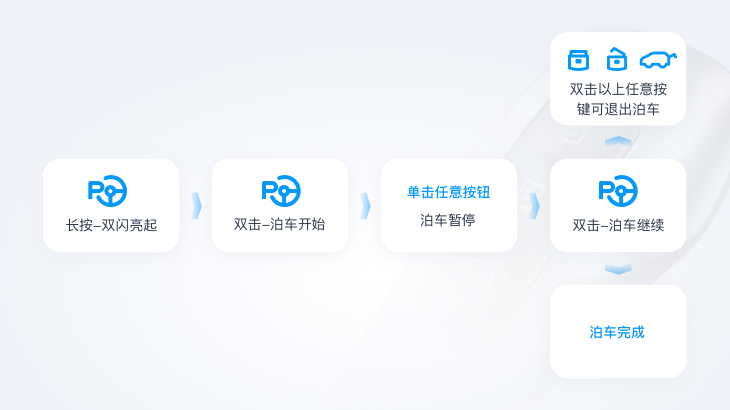 双击以上任意按
键可退出泊车
长按–双闪亮起
双击–泊车开始
单击任意按钮
泊车暂停
双击–泊车继续
泊车完成